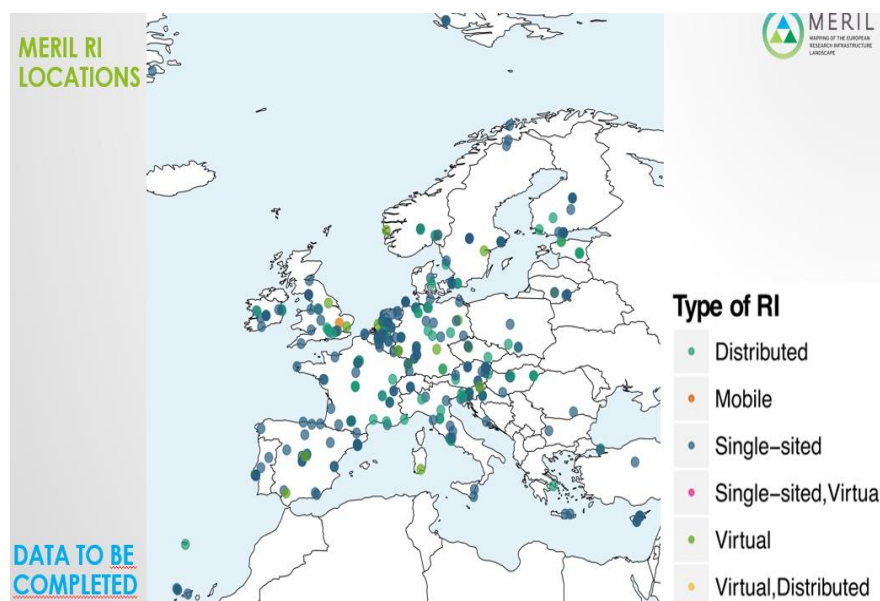 MERIL RI
LOCATIONS
MERIL
MAPPING OF THE EUROPEAN
RESEARCH INFRASTRUCTURE
LANDSCAPE
Type of RI
Distributed
Mobile
Single-sited
Single-sited,Virtua
Virtual
Virtual,Distributed
DATA TO BE
COMPLETED